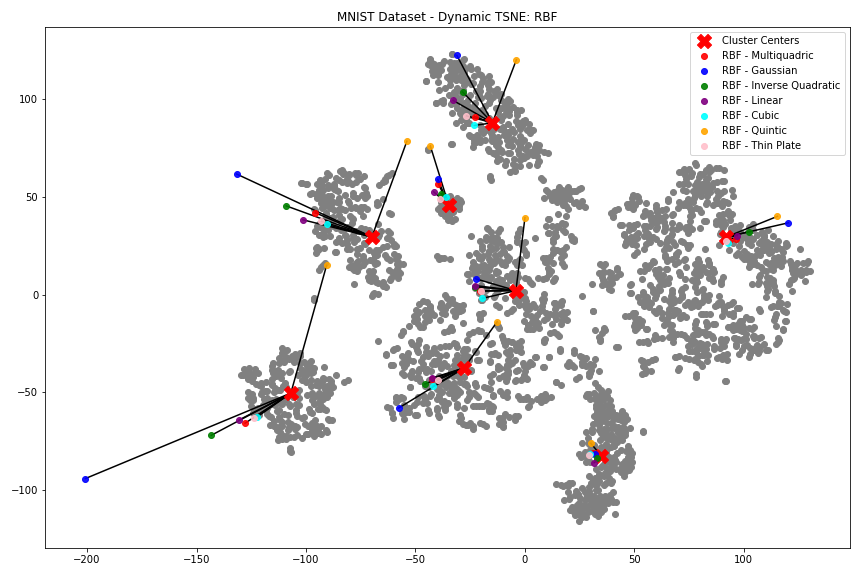 MNIST Dataset - Dynamic TSNE: RBF
Cluster Centers
RBF - Multiquadric
RBF - Gaussian
RBF - Inverse Quadratic
RBF - Linear
RBF - Cubic
RBF - Quintic
RBF - Thin Plate
100
50
0
−50
−100
−200
−150
−100
−50
0
50
100